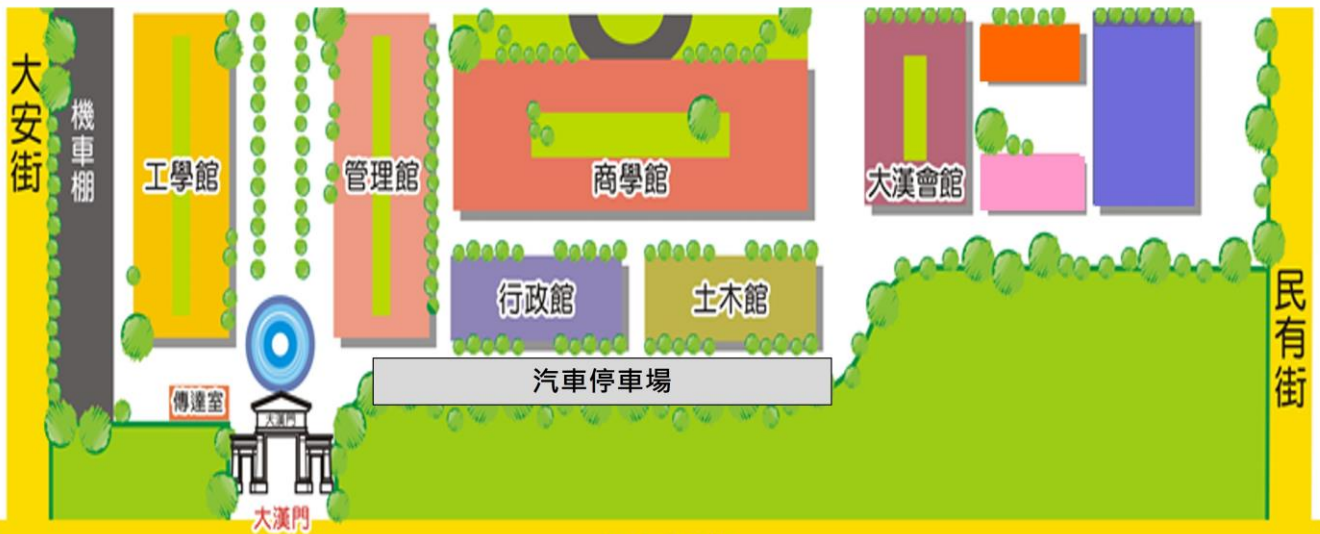 大安街
機車棚
工學館
管理館
商學館
大漢會館
行政館
土木館
民有街
汽車停車場
傳達室
大漢門
大漢門